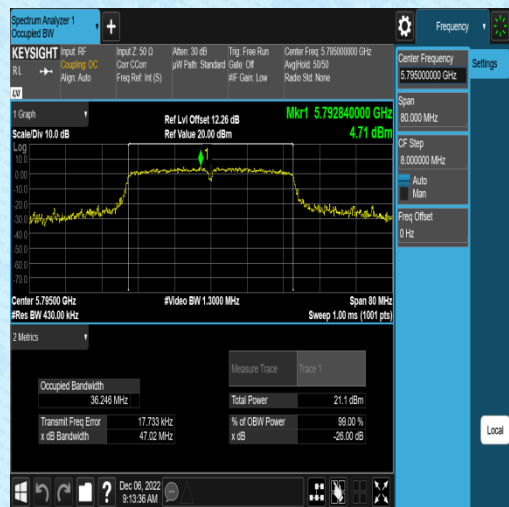 Spectrum Analyzer 1
Occupied BW
Frequency
KEYSIGHT
Input: RF
Coupling: DC
Align: Auto
Input Z: 50 Ω
Corr CCorr
Freq Ref: Int (S)
Atten: 30 dB
µW Path: Standard
Trig: Free Run
Gate: Off
#IF Gain: Low
Center Freq: 5.795000000 GHz
Avg|Hold: 50/50
Radio Std: None
R L
LXI
Center Frequency
5.795000000 GHz
Settings
Span
80.000 MHz
CF Step
8.000000 MHz
Auto
Man
Freq Offset
0 Hz
1 Graph
Scale/Div 10.0 dB
Ref Lvl Offset 12.26 dB
Ref Value 20.00 dBm
Mkr1 5.792840000 GHz
4.71 dBm
Log
10.0
0.00
-10.0
-20.0
-30.0
-40.0
-50.0
-60.0
-70.0
1
Center 5.79500 GHz
#Res BW 430.00 kHz
#Video BW 1.3000 MHz
Span 80 MHz
Sweep 1.00 ms (1001 pts)
2 Metrics
Measure Trace
Trace 1
Occupied Bandwidth
36.246 MHz
Total Power
21.1 dBm
Transmit Freq Error
17.733 kHz
% of OBW Power
99.00 %
x dB Bandwidth
47.02 MHz
x dB
-26.00 dB
Local
Dec 06, 2022
9:13:36 AM